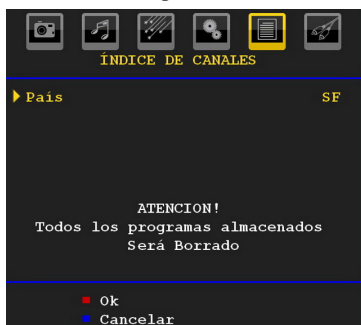 ÍNDICE DE CANALES
País SF
ATENCION!
Todos los programas almacenados
Será Borrado
Ok
Cancelar